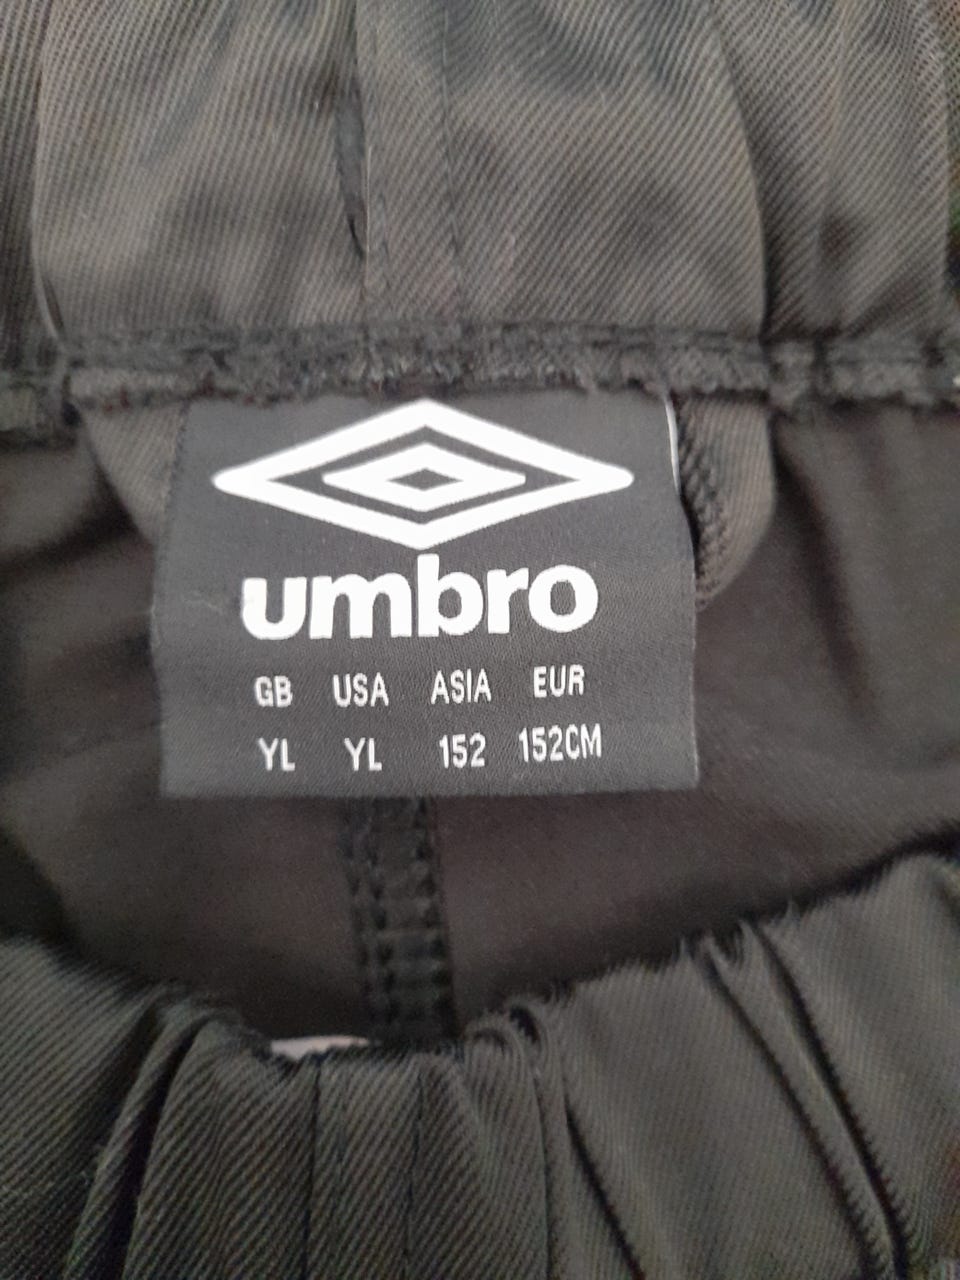 umbro
GB USA ASIA EUR
YL YL 152 152CM